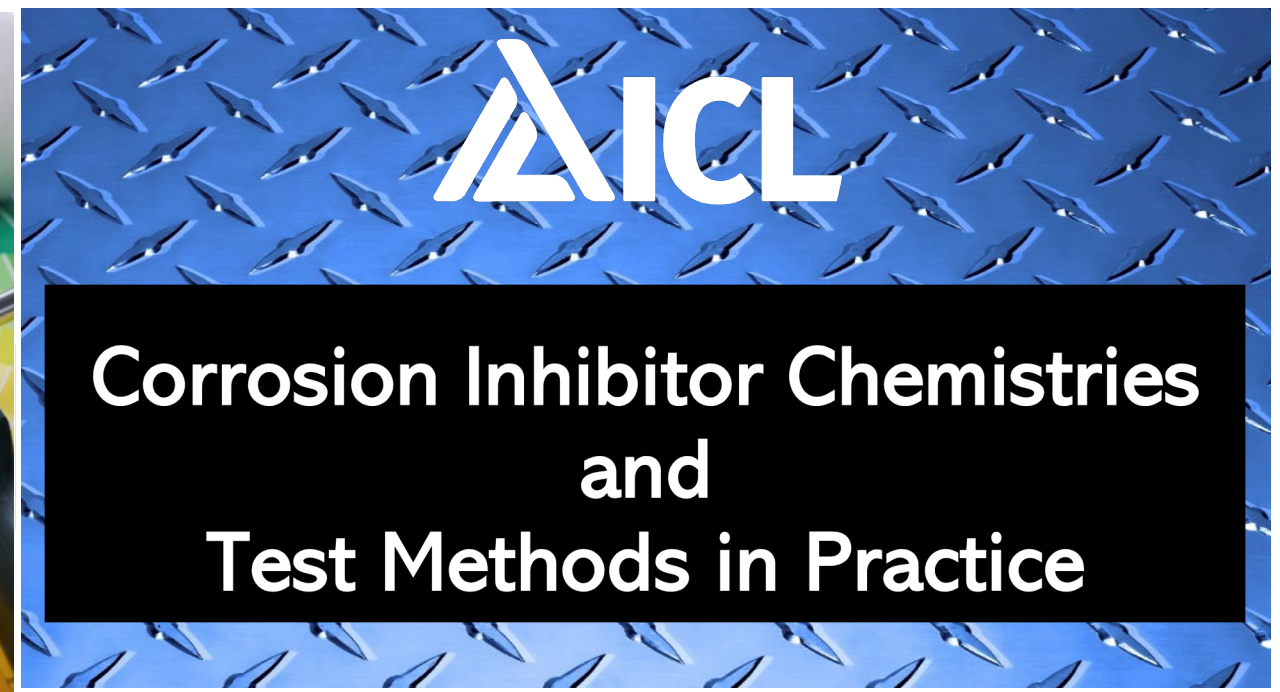 ICL
Corrosion Inhibitor Chemistries
and
Test Methods in Practice